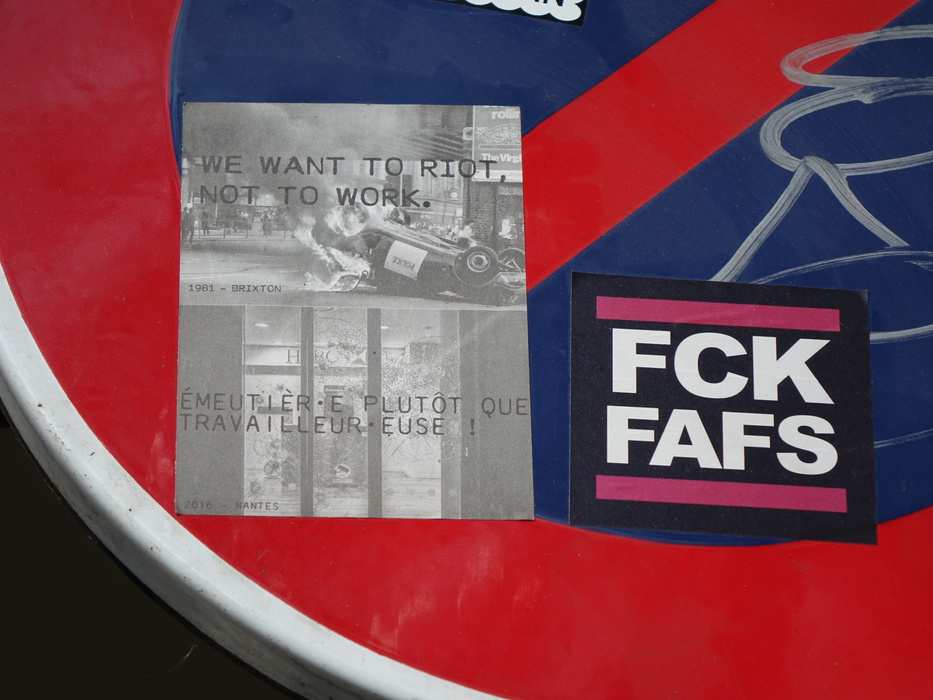 WE WANT TO RIOT,
NOT TO WORK.
POLICE
1981 - BRIXTON
ÉMEUTIÈR·E PLUTÔT QUE
TRAVAILLEUR·EUSE !
2016 - NANTES
FCK
FAFS